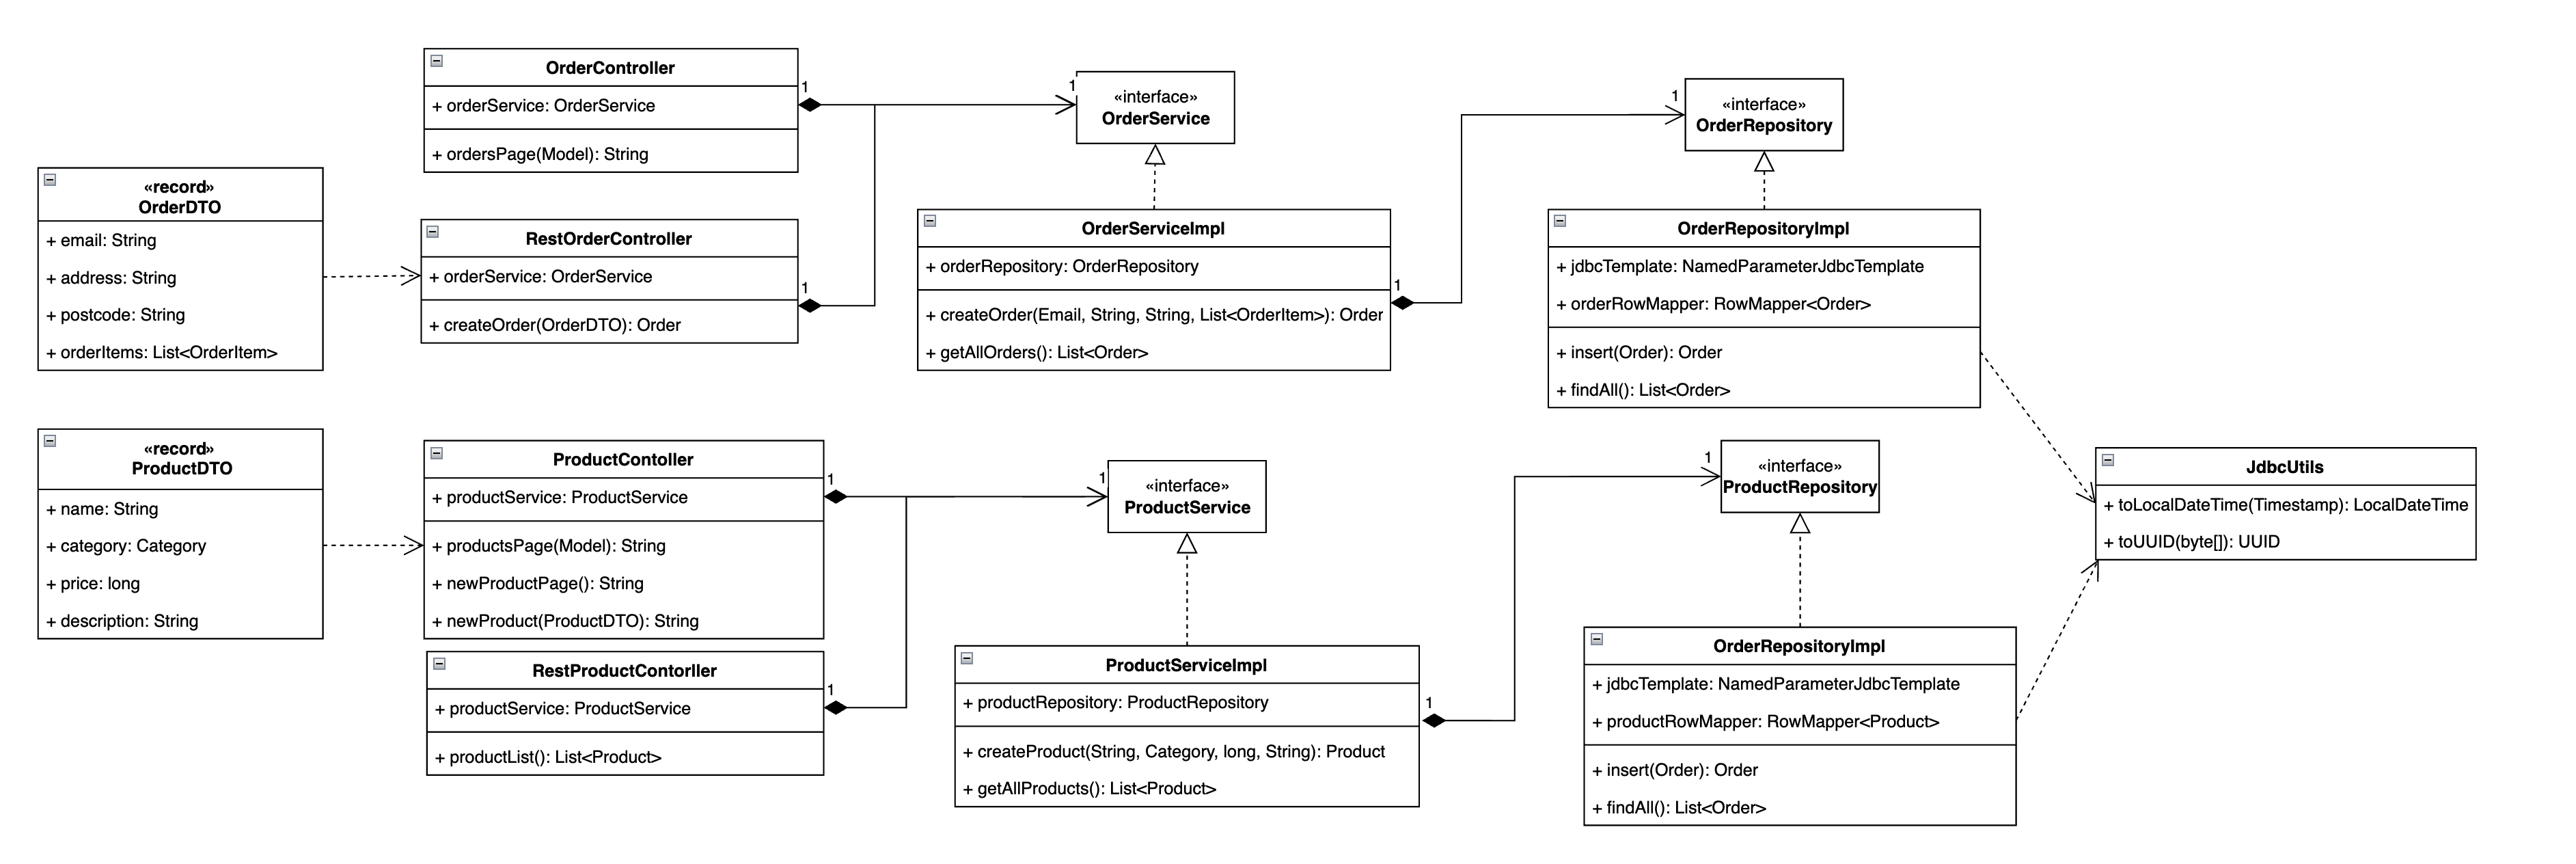 OrderController
+ orderService: OrderService
+ ordersPage(Model): String
1
1
«interface»
OrderService
1
«interface»
OrderRepository
«record»
OrderDTO
+ email: String
+ address: String
+ postcode: String
+ orderItems: List<OrderItem>
RestOrderController
+ orderService: OrderService
+ createOrder(OrderDTO): Order
1
OrderServiceImpl
+ orderRepository: OrderRepository
+ createOrder(Email, String, String, List<OrderItem>): Order
+ getAllOrders(): List<Order>
1
OrderRepositoryImpl
+ jdbcTemplate: NamedParameterJdbcTemplate
+ orderRowMapper: RowMapper<Order>
+ insert(Order): Order
+ findAll(): List<Order>
«record»
ProductDTO
+ name: String
+ category: Category
+ price: long
+ description: String
ProductContoller
+ productService: ProductService
+ productsPage(Model): String
+ newProductPage(): String
+ newProduct(ProductDTO): String
1
1
«interface»
ProductService
1
«interface»
ProductRepository
JdbcUtils
+ toLocalDateTime(Timestamp): LocalDateTime
+ toUUID(byte[]): UUID
RestProductContorller
+ productService: ProductService
+ productList(): List<Product>
1
ProductServiceImpl
+ productRepository: ProductRepository
+ createProduct(String, Category, long, String): Product
+ getAllProducts(): List<Product>
1
OrderRepositoryImpl
+ jdbcTemplate: NamedParameterJdbcTemplate
+ productRowMapper: RowMapper<Product>
+ insert(Order): Order
+ findAll(): List<Order>